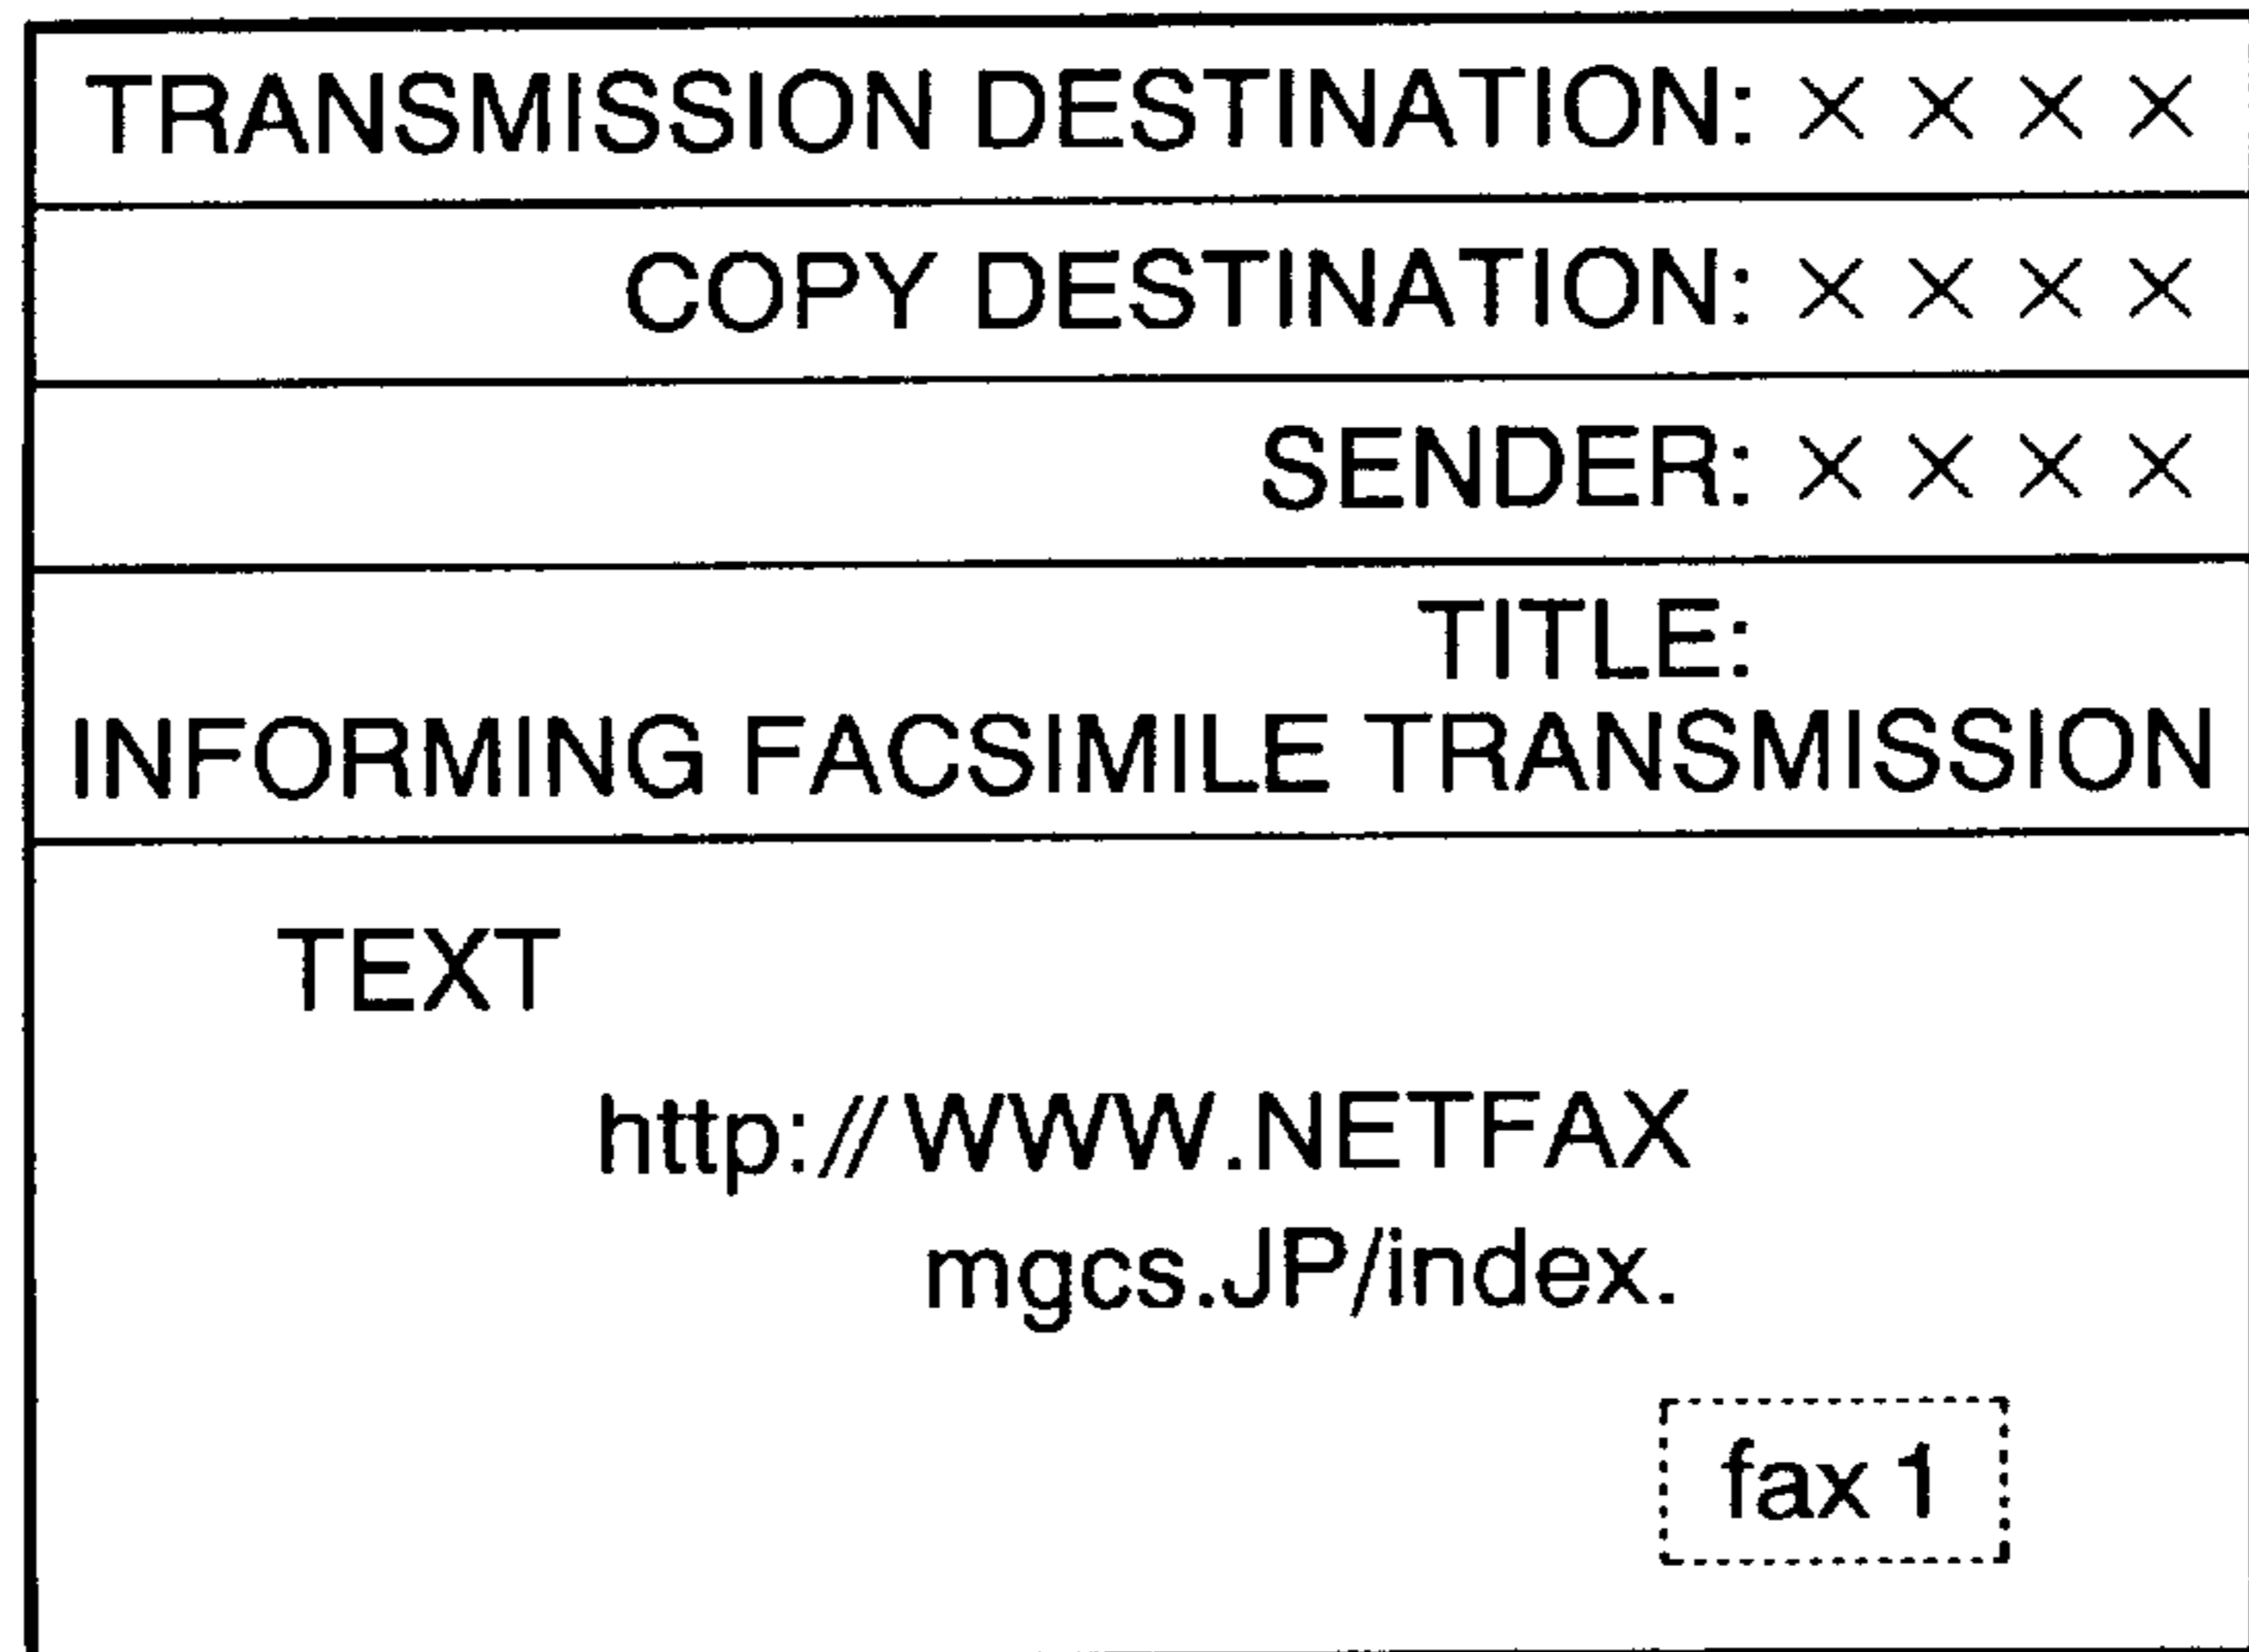 TRANSMISSION DESTINATION: × × × ×
COPY DESTINATION: × × × ×
SENDER: × × × ×
TITLE:
INFORMING FACSIMILE TRANSMISSION
TEXT
http://WWW.NETFAX
mgcs.JP/index.
fax 1